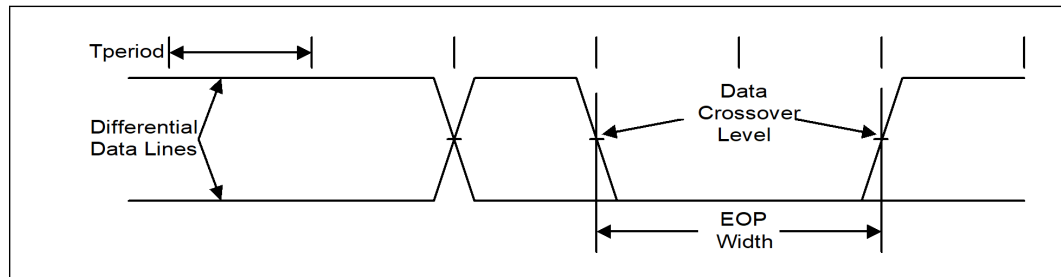 Tperiod
Differential
Data Lines
Data
Crossover
Level
EOP
Width